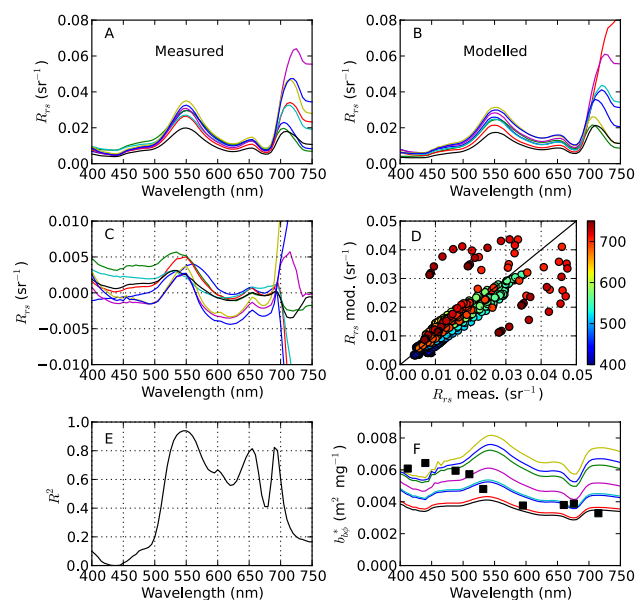 A Measured
0.08
0.06
0.04
0.02
0.00
400 450 500 550 600 650 700 750
Wavelength (nm)
R_rs (sr⁻¹)
B Modelled
0.08
0.06
0.04
0.02
0.00
400 450 500 550 600 650 700 750
Wavelength (nm)
R_rs (sr⁻¹)
C
0.010
0.005
0.000
−0.005
−0.010
400 450 500 550 600 650 700 750
Wavelength (nm)
R_rs (sr⁻¹)
D
0.05
0.04
0.03
0.02
0.01
0.00
0.00 0.01 0.02 0.03 0.04 0.05
R_rs meas. (sr⁻¹)
R_rs mod. (sr⁻¹)
700
600
500
400
E
1.0
0.8
0.6
0.4
0.2
0.0
400 450 500 550 600 650 700 750
Wavelength (nm)
R²
F
0.008
0.006
0.004
0.002
0.000
400 450 500 550 600 650 700 750
Wavelength (nm)
b*_bϕ (m² mg⁻¹)